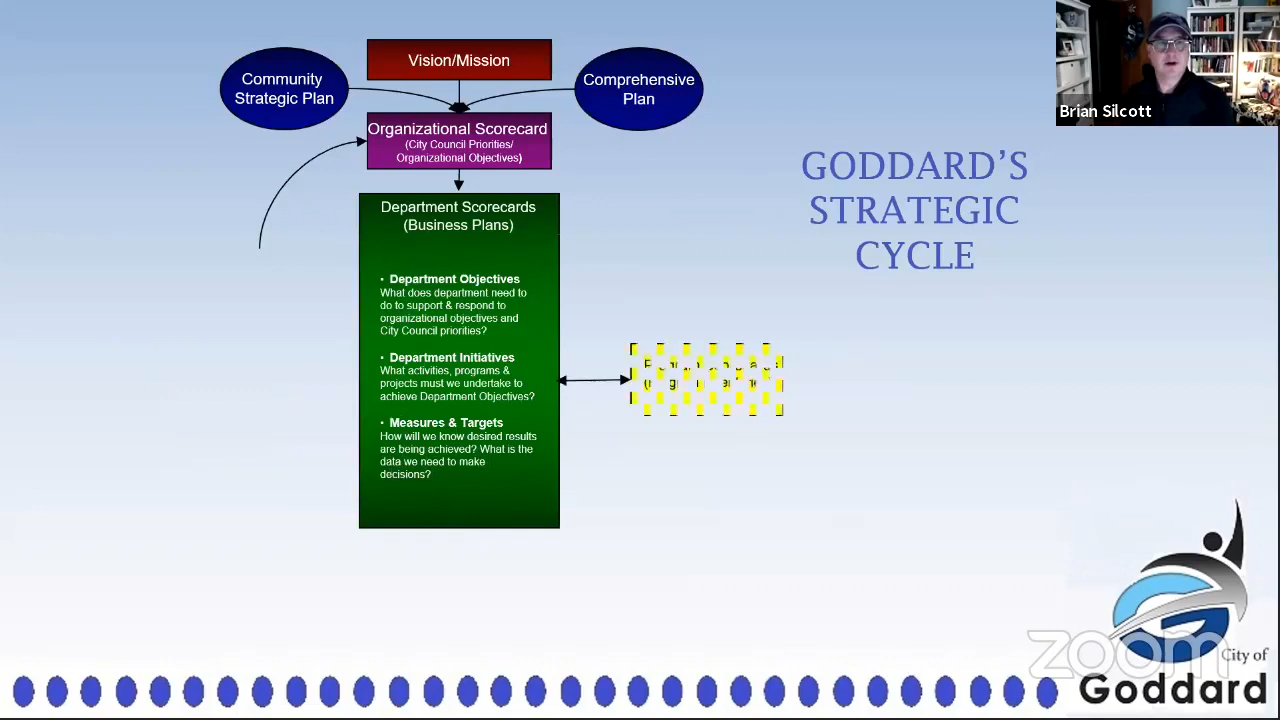 Vision/Mission
Community
Strategic Plan
Comprehensive
Plan
Organizational Scorecard
(City Council Priorities/
Organizational Objectives)
Department Scorecards
(Business Plans)
• Department Objectives
What does department need to
do to support & respond to
organizational objectives and
City Council priorities?
• Department Initiatives
What activities, programs &
projects must we undertake to
achieve Department Objectives?
• Measures & Targets
How will we know desired results
are being achieved? What is the
data we need to make
decisions?
GODDARD'S
STRATEGIC
CYCLE
Brian Silcott
zoom
City of
Goddard